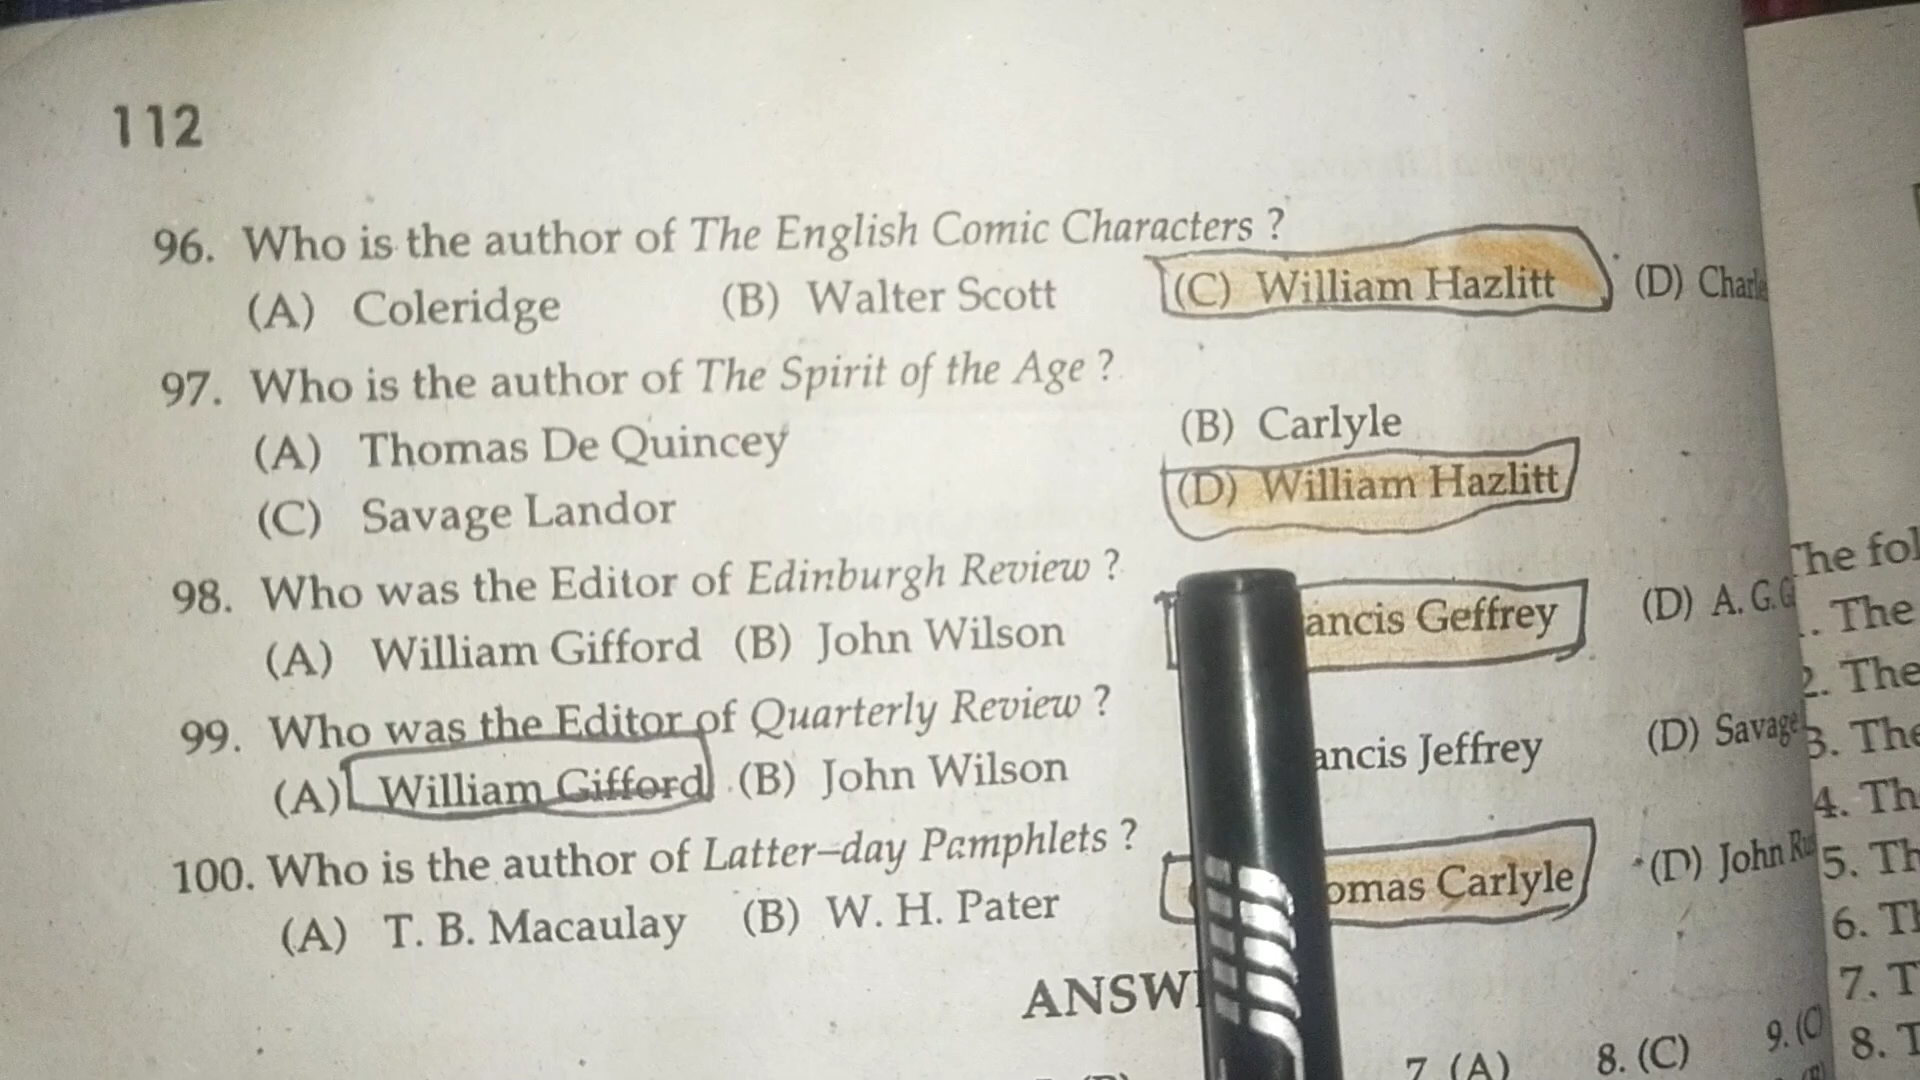 112
96. Who is the author of The English Comic Characters ?
(A) Coleridge (B) Walter Scott (C) William Hazlitt (D)
97. Who is the author of The Spirit of the Age ?
(A) Thomas De Quincey (B) Carlyle
(C) Savage Landor (D) William Hazlitt
98. Who was the Editor of Edinburgh Review ?
(A) William Gifford (B) John Wilson ancis Geffrey (D) A. G.
99. Who was the Editor of Quarterly Review ?
(A) William Gifford (B) John Wilson ancis Jeffrey (D) Savage
100. Who is the author of Latter-day Pamphlets ?
(A) T. B. Macaulay (B) W. H. Pater omas Carlyle (D) John
ANSW
7. (A) 8. (C) 9. (C)
The fol
1. The
2. The
3. The
4. Th
5. Th
6. Th
7. T
8. T